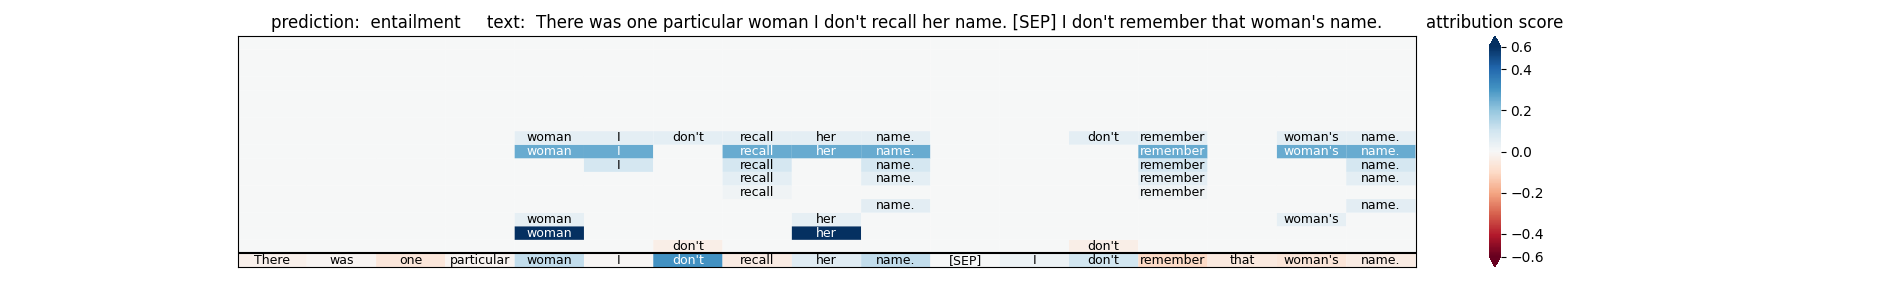 prediction: entailment text: There was one particular woman I don't recall her name. [SEP] I don't remember that woman's name. attribution score
woman I don't recall her name. don't remember woman's name.
woman I recall her name. remember woman's name.
I recall name. remember name.
recall name. remember name.
recall remember
name. name.
woman her woman's
woman her
don't don't
There was one particular woman I don't recall her name. [SEP] I don't remember that woman's name.
0.6
0.4
0.2
0.0
−0.2
−0.4
−0.6